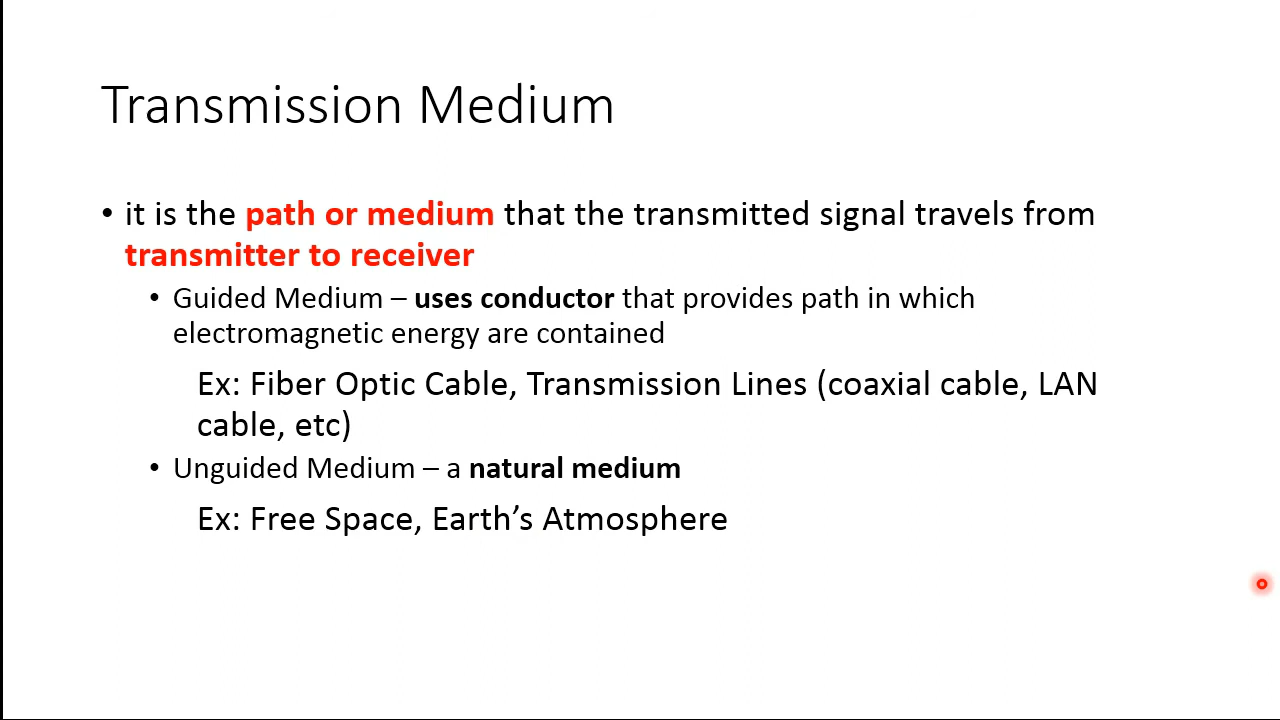 Transmission Medium
• it is the path or medium that the transmitted signal travels from
transmitter to receiver
• Guided Medium – uses conductor that provides path in which
electromagnetic energy are contained
Ex: Fiber Optic Cable, Transmission Lines (coaxial cable, LAN
cable, etc)
• Unguided Medium – a natural medium
Ex: Free Space, Earth’s Atmosphere